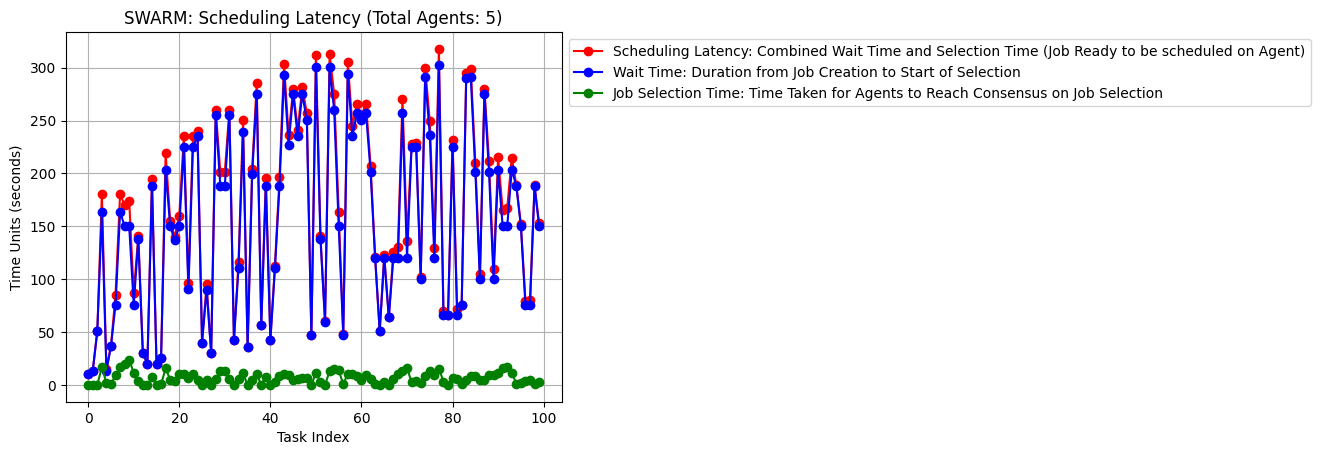 SWARM: Scheduling Latency (Total Agents: 5)
Scheduling Latency: Combined Wait Time and Selection Time (Job Ready to be scheduled on Agent)
Wait Time: Duration from Job Creation to Start of Selection
Job Selection Time: Time Taken for Agents to Reach Consensus on Job Selection
Time Units (seconds)
300
250
200
150
100
50
0
0 20 40 60 80 100
Task Index